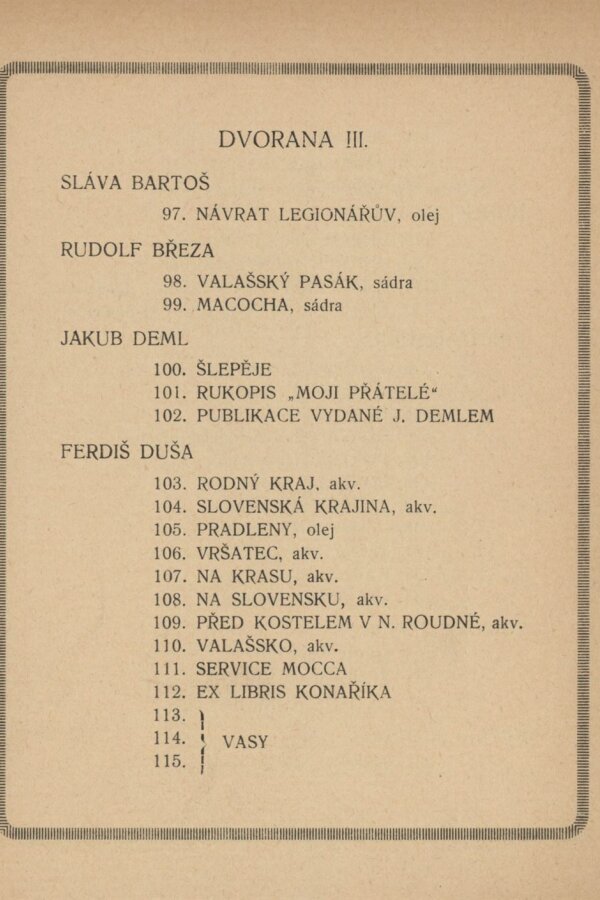 DVORANA III.
SLÁVA BARTOŠ
97. NÁVRAT LEGIONÁŘŮV, olej
RUDOLF BŘEZA
98. VALAŠSKÝ PASÁK, sádra
99. MACOCHA, sádra
JAKUB DEML
100. ŠLEPĚJE
101. RUKOPIS „MOJI PŘÁTELÉ“
102. PUBLIKACE VYDANÉ J. DEMLEM
FERDIŠ DUŠA
103. RODNÝ KRAJ, akv.
104. SLOVENSKÁ KRAJINA, akv.
105. PRADLENY, olej
106. VRŠATEC, akv.
107. NA KRASU, akv.
108. NA SLOVENSKU, akv.
109. PŘED KOSTELEM V N. ROUDNÉ, akv.
110. VALAŠSKO, akv.
111. SERVICE MOCCA
112. EX LIBRIS KONAŘÍKA
113.
114. VASY
115.